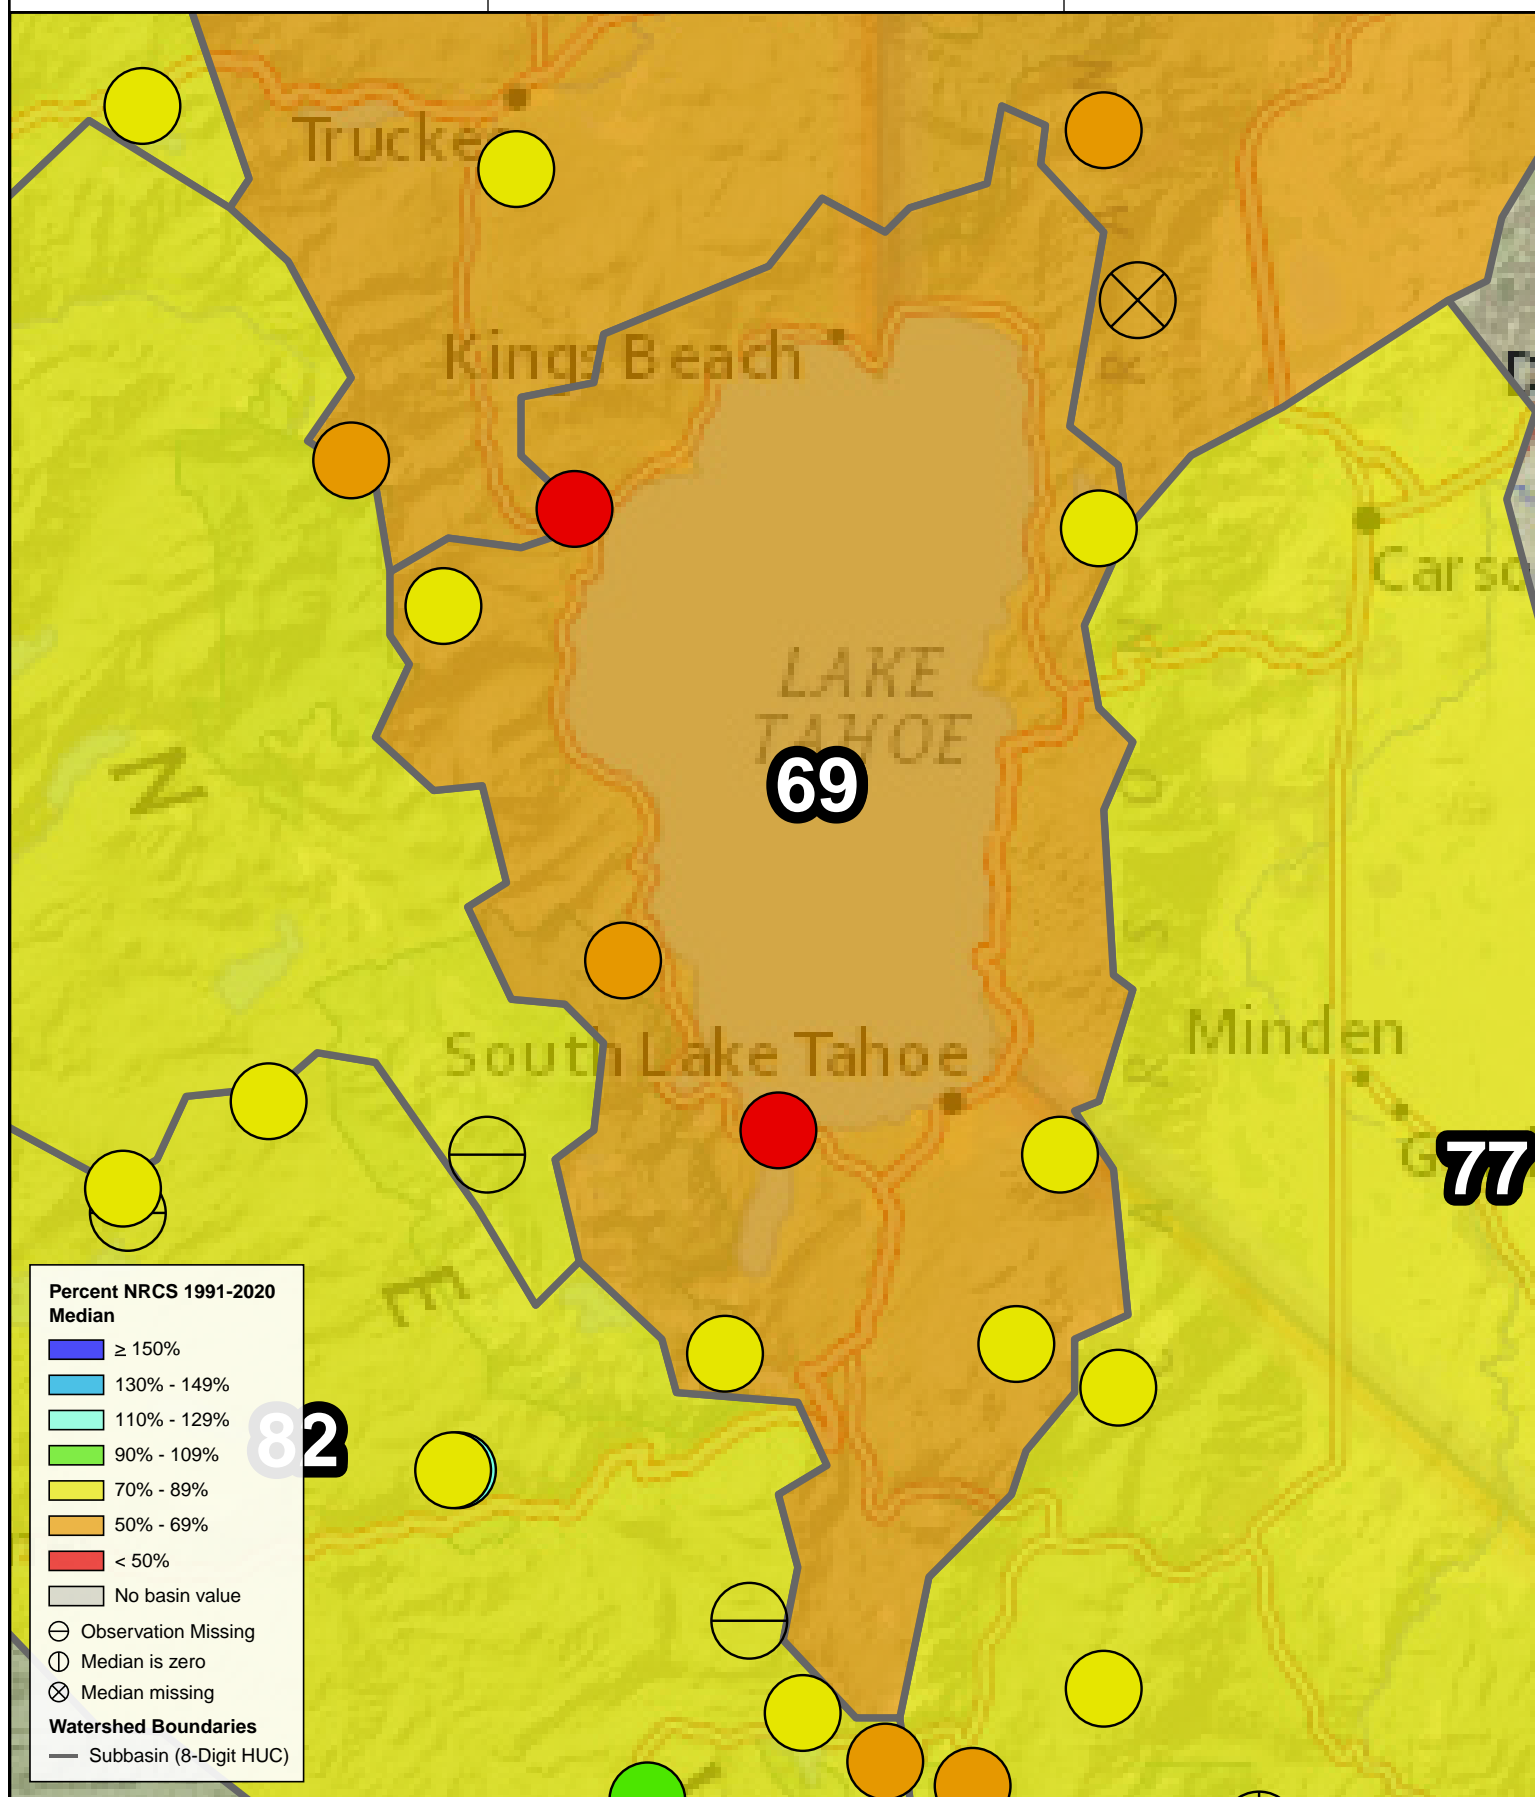 Truckee
Kings Beach
LAKE
TAHOE
69
N
South Lake Tahoe
Minden
77
E
82
Percent NRCS 1991-2020
Median
≥ 150%
130% - 149%
110% - 129%
90% - 109%
70% - 89%
50% - 69%
< 50%
No basin value
Observation Missing
Median is zero
Median missing
Watershed Boundaries
Subbasin (8-Digit HUC)